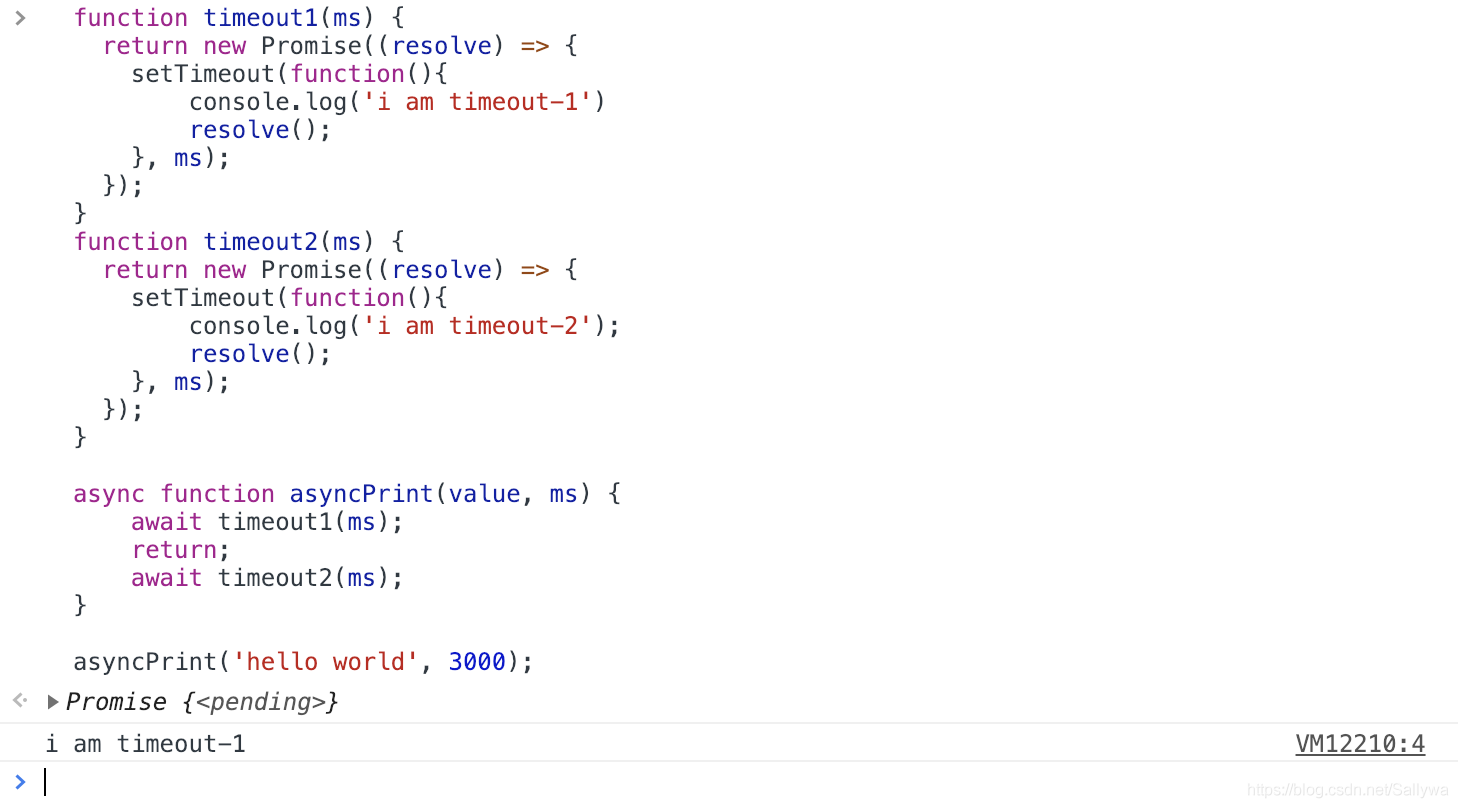 > function timeout1(ms) {
  return new Promise((resolve) => {
    setTimeout(function(){
        console.log('i am timeout-1')
        resolve();
    }, ms);
  });
}
function timeout2(ms) {
  return new Promise((resolve) => {
    setTimeout(function(){
        console.log('i am timeout-2');
        resolve();
    }, ms);
  });
}

async function asyncPrint(value, ms) {
    await timeout1(ms);
    return;
    await timeout2(ms);
}

asyncPrint('hello world', 3000);
Promise {<pending>}
i am timeout-1 VM12210:4
>
https://blog.csdn.net/Sallywa